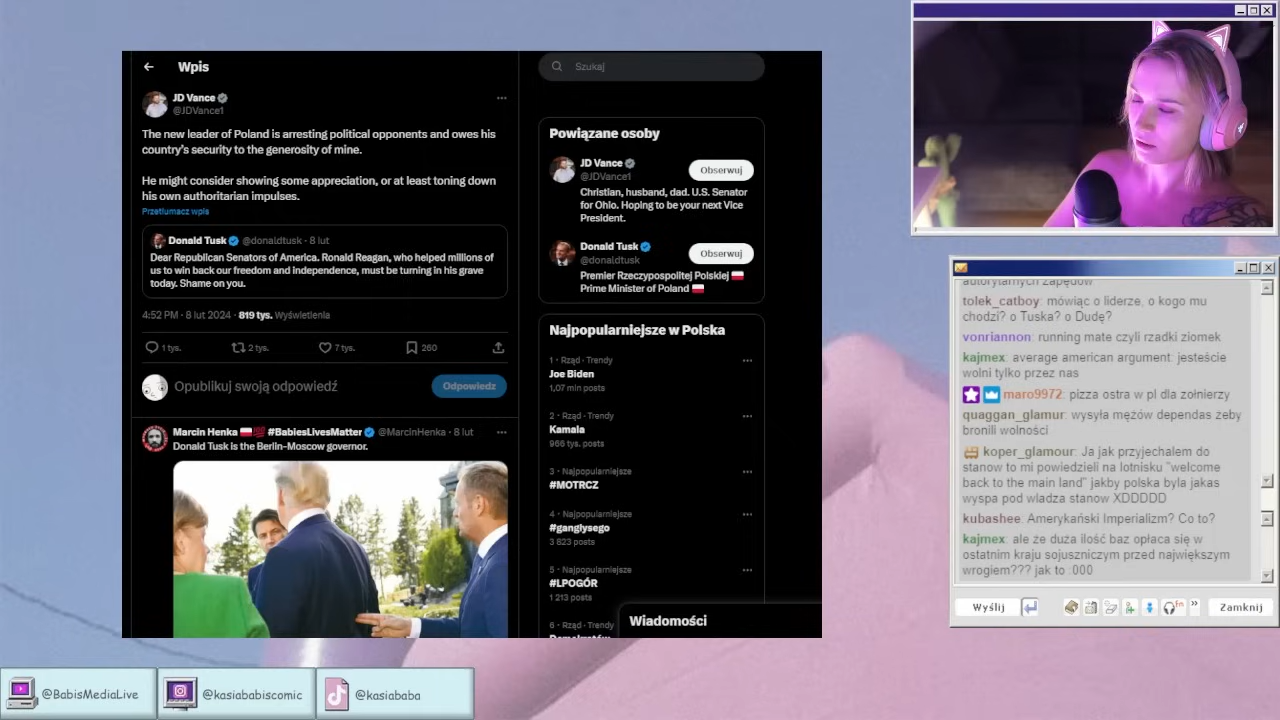 Wpis
JD Vance
@JDVance1
The new leader of Poland is arresting political opponents and owes his
country's security to the generosity of mine.
He might consider showing some appreciation, or at least toning down
his own authoritarian impulses.
Przetłumacz wpis
Donald Tusk @donaldtusk · 8 lut
Dear Republican Senators of America. Ronald Reagan, who helped millions of
us to win back our freedom and independence, must be turning in his grave
today. Shame on you.
4:52 PM · 8 lut 2024 · 819 tys. Wyświetlenia
1 tys. 2 tys. 7 tys. 260
Opublikuj swoją odpowiedź
Odpowiedz
Marcin Henka #BabiesLivesMatter @MarcinHenka · 8 lut
Donald Tusk is the Berlin-Moscow governor.
Szukaj
Powiązane osoby
JD Vance
@JDVance1
Obserwuj
Christian, husband, dad. U.S. Senator
for Ohio. Hoping to be your next Vice
President.
Donald Tusk
@donaldtusk
Obserwuj
Premier Rzeczypospolitej Polskiej
Prime Minister of Poland
Najpopularniejsze w Polska
1 · Rząd · Trendy
Joe Biden
1,07 mln posts
2 · Rząd · Trendy
Kamala
966 tys. posts
3 · Najpopularniejsze
#MOTRCZ
4 · Najpopularniejsze
#ganglysego
3 823 posts
5 · Najpopularniejsze
#LPOGÓR
1 213 posts
6 · Rząd · Trendy
Wiadomości
autorytarnych zapędów
tolek_catboy: mówiąc o liderze, o kogo mu
chodzi? o Tuska? o Dudę?
vonriannon: running mate czyli rzadki ziomek
kajmex: average american argument: jesteście
wolni tylko przez nas
maro9972: pizza ostra w pl dla zołnierzy
quaggan_glamur: wysyła mężów dependas żeby
bronili wolności
koper_glamour: Ja jak przyjechalem do
stanow to mi powiedzieli na lotnisku "welcome
back to the main land" jakby polska byla jakas
wyspa pod wladza stanow XDDDDD
kubashee: Amerykański Imperializm? Co to?
kajmex: ale że duża ilość baz opłaca się w
ostatnim kraju sojuszniczym przed największym
wrogiem??? jak to :000
Wyślij
Zamknij
@BabisMediaLive
@kasiababiscomic
@kasiababa